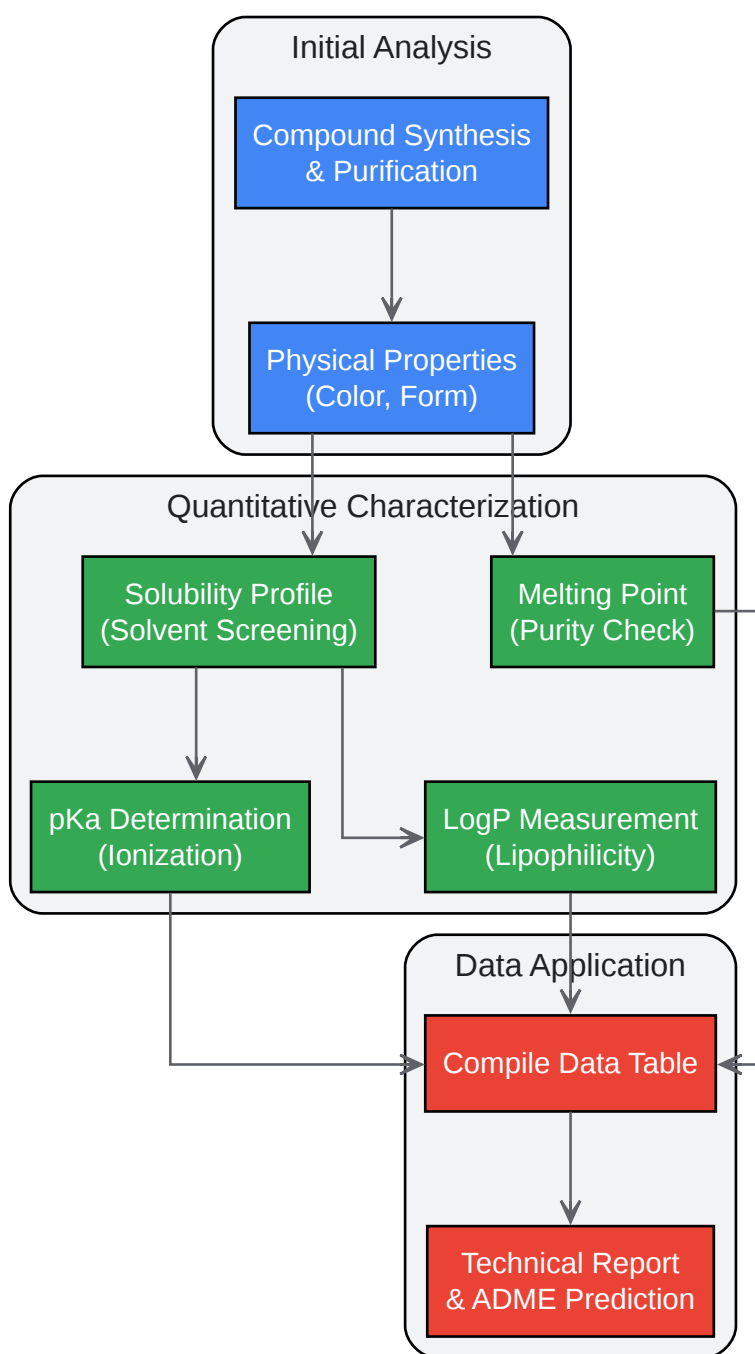 Initial Analysis
Compound Synthesis
& Purification
Physical Properties
(Color, Form)
Quantitative Characterization
Solubility Profile
(Solvent Screening)
Melting Point
(Purity Check)
pKa Determination
(Ionization)
LogP Measurement
(Lipophilicity)
Data Application
Compile Data Table
Technical Report
& ADME Prediction